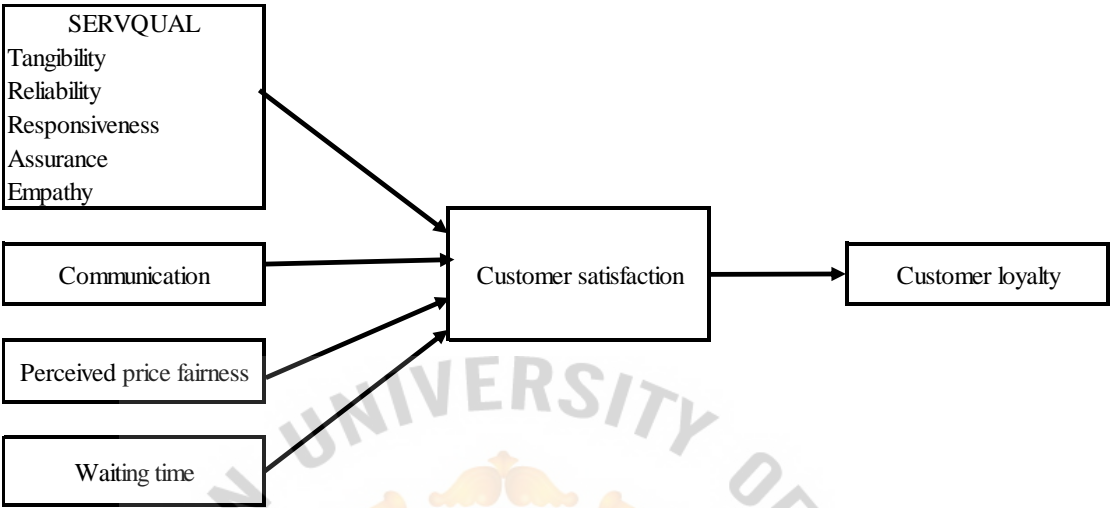 SERVQUAL
Tangibility
Reliability
Responsiveness
Assurance
Empathy
Communication
Customer satisfaction
Customer loyalty
Perceived price fairness
Waiting time
UNIVERSITY